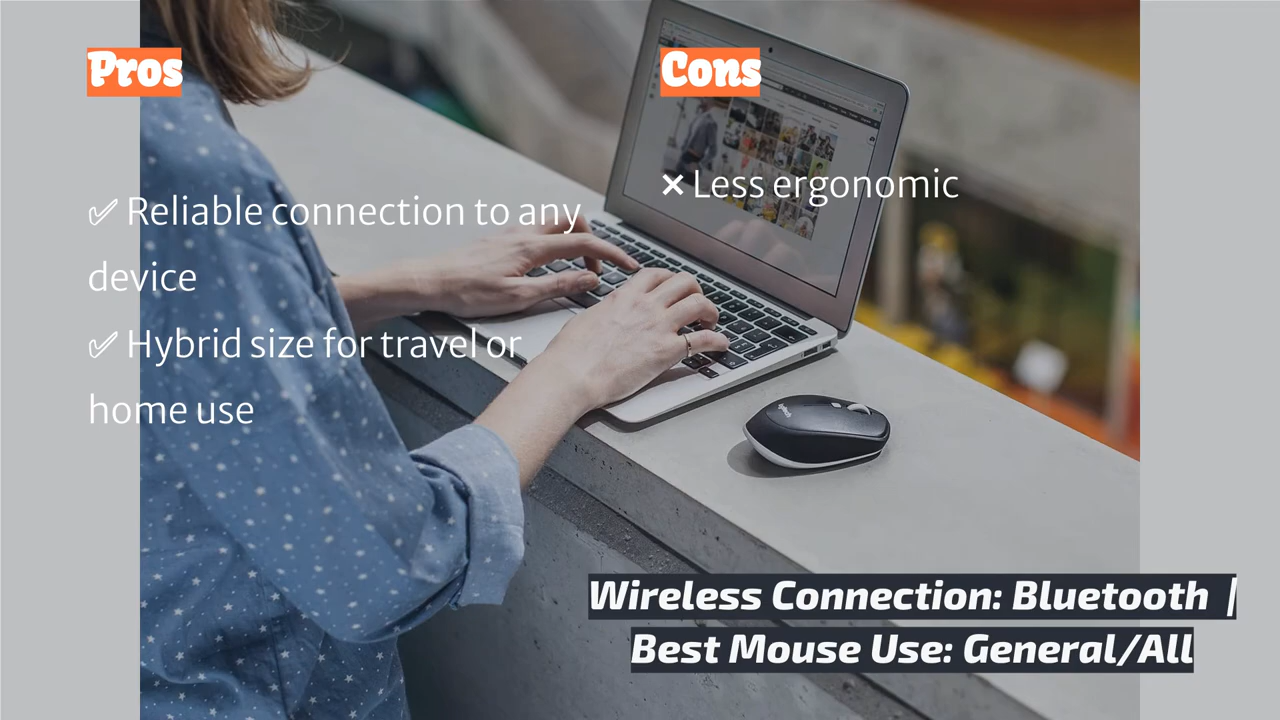 Pros
✅ Reliable connection to any
device
✅ Hybrid size for travel or
home use
Cons
❌ Less ergonomic
logitech
Wireless Connection: Bluetooth |
Best Mouse Use: General/All